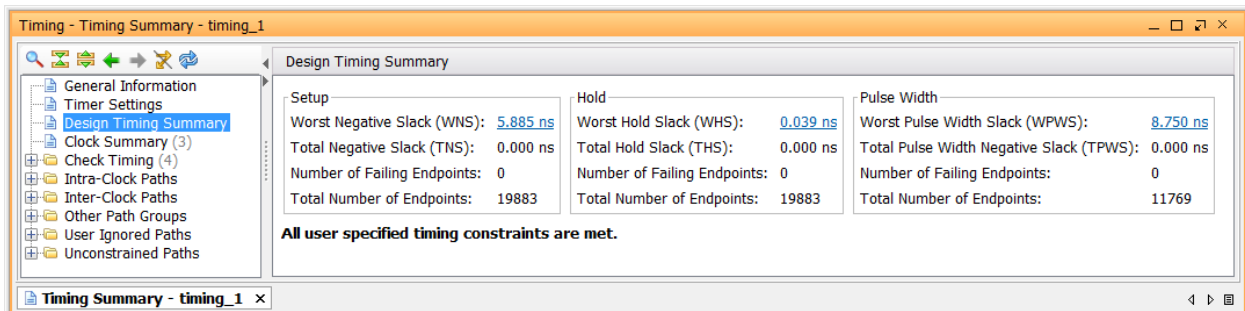 Timing - Timing Summary - timing_1
General Information
Timer Settings
Design Timing Summary
Clock Summary (3)
Check Timing (4)
Intra-Clock Paths
Inter-Clock Paths
Other Path Groups
User Ignored Paths
Unconstrained Paths
Design Timing Summary
Setup
Worst Negative Slack (WNS): 5.885 ns
Total Negative Slack (TNS): 0.000 ns
Number of Failing Endpoints: 0
Total Number of Endpoints: 19883
Hold
Worst Hold Slack (WHS): 0.039 ns
Total Hold Slack (THS): 0.000 ns
Number of Failing Endpoints: 0
Total Number of Endpoints: 19883
Pulse Width
Worst Pulse Width Slack (WPWS): 8.750 ns
Total Pulse Width Negative Slack (TPWS): 0.000 ns
Number of Failing Endpoints: 0
Total Number of Endpoints: 11769
All user specified timing constraints are met.
Timing Summary - timing_1